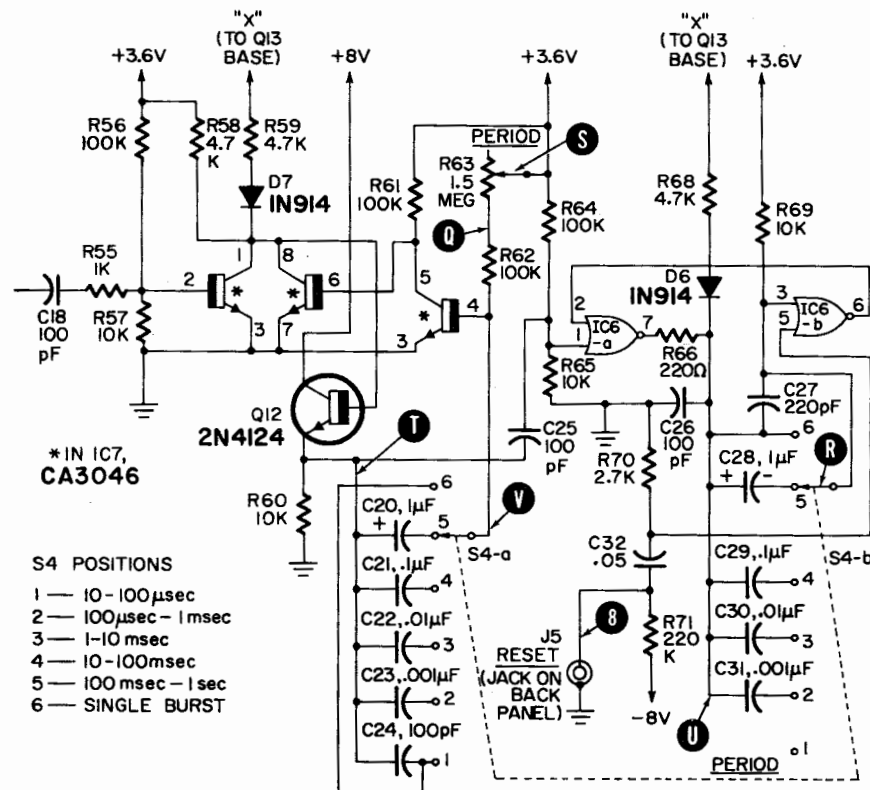 "X"
(TO Q13
BASE)
+3.6V
+8V
+3.6V
"X"
(TO Q13
BASE)
+3.6V
R56
100K
R58
4.7
K
R59
4.7K
D7
1N914
R61
100K
PERIOD
S
R63
1.5
MEG
Q
R62
100K
R64
100K
R68
4.7K
R69
10K
D6
1N914
R55
1K
C18
100
pF
R57
10K
1
8
2
*
*
6
3
7
5
*
4
3
2
1
IC6
-a
7
R66
220Ω
3
5
IC6
-b
6
R65
10K
C26
100
pF
C27
220pF
Q12
2N4124
T
C25
100
pF
R70
2.7K
6
C28, 1µF
+
-
5
R
* IN IC7,
CA3046
R60
10K
6
C20, 1µF
+
5
V
S4-a
C21, .1µF
4
C22, .01µF
3
C23, .001µF
2
C24, 100pF
1
C32
.05
S4-b
C29, .1µF
4
C30, .01µF
3
C31, .001µF
2
1
U
PERIOD
J5
RESET
(JACK ON
BACK
PANEL)
8
R71
220
K
-8V
S4 POSITIONS
1 — 10-100µsec
2 — 100µsec - 1msec
3 — 1-10 msec
4 — 10-100msec
5 — 100 msec-1sec
6 — SINGLE BURST